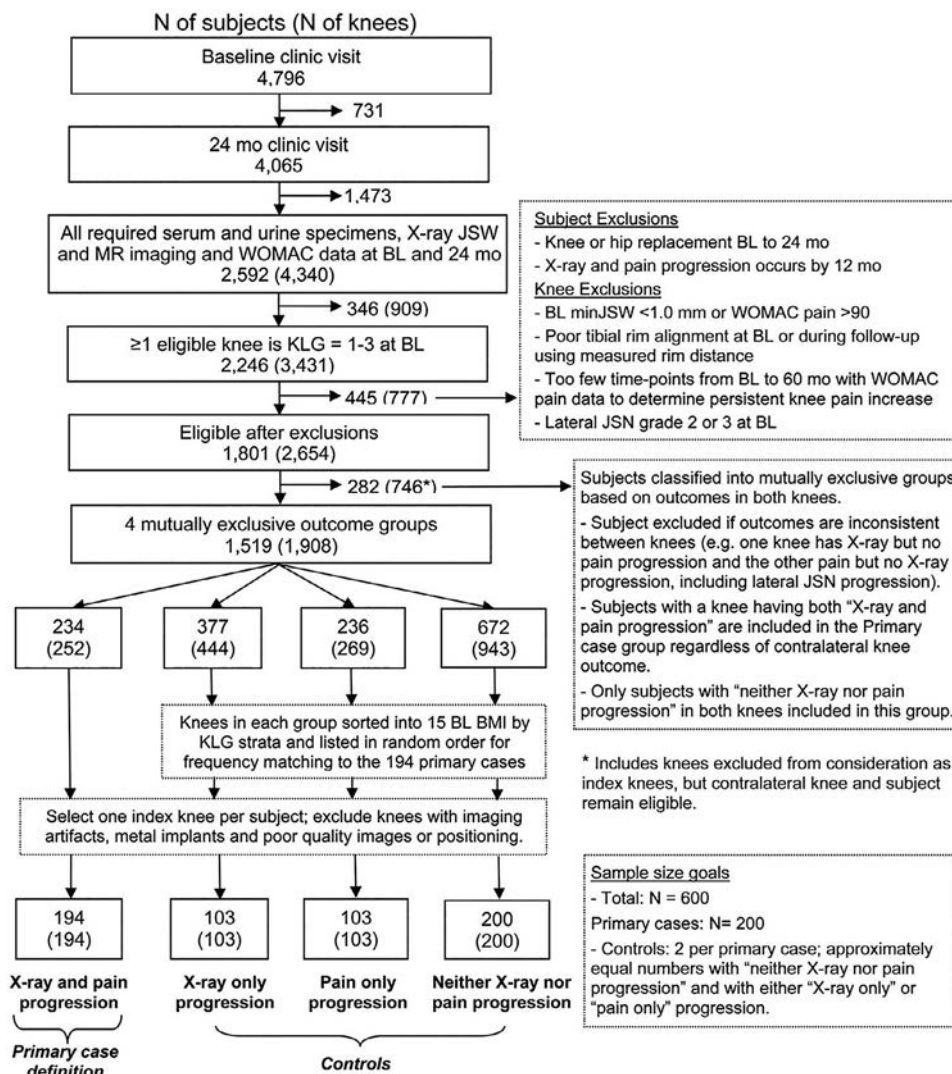 N of subjects (N of knees)
Baseline clinic visit
4,796
731
24 mo clinic visit
4,065
1,473
All required serum and urine specimens, X-ray JSW
and MR imaging and WOMAC data at BL and 24 mo
2,592 (4,340)
346 (909)
≥1 eligible knee is KLG = 1-3 at BL
2,246 (3,431)
445 (777)
Eligible after exclusions
1,801 (2,654)
282 (746*)
4 mutually exclusive outcome groups
1,519 (1,908)
Subject Exclusions
- Knee or hip replacement BL to 24 mo
- X-ray and pain progression occurs by 12 mo
Knee Exclusions
- BL minJSW <1.0 mm or WOMAC pain >90
- Poor tibial rim alignment at BL or during follow-up
using measured rim distance
- Too few time-points from BL to 60 mo with WOMAC
pain data to determine persistent knee pain increase
- Lateral JSN grade 2 or 3 at BL
Subjects classified into mutually exclusive groups
based on outcomes in both knees.
- Subject excluded if outcomes are inconsistent
between knees (e.g. one knee has X-ray but no
pain progression and the other pain but no X-ray
progression, including lateral JSN progression).
- Subjects with a knee having both “X-ray and
pain progression” are included in the Primary
case group regardless of contralateral knee
outcome.
- Only subjects with “neither X-ray nor pain
progression” in both knees included in this group.
234
(252)
377
(444)
236
(269)
672
(943)
Knees in each group sorted into 15 BL BMI by
KLG strata and listed in random order for
frequency matching to the 194 primary cases
* Includes knees excluded from consideration as
index knees, but contralateral knee and subject
remain eligible.
Select one index knee per subject; exclude knees with imaging
artifacts, metal implants and poor quality images or positioning.
194
(194)
103
(103)
103
(103)
200
(200)
X-ray and pain
progression
X-ray only
progression
Pain only
progression
Neither X-ray nor
pain progression
Primary case
definition
Controls
Sample size goals
- Total: N = 600
Primary cases: N= 200
- Controls: 2 per primary case; approximately
equal numbers with “neither X-ray nor pain
progression” and with either “X-ray only” or
“pain only” progression.